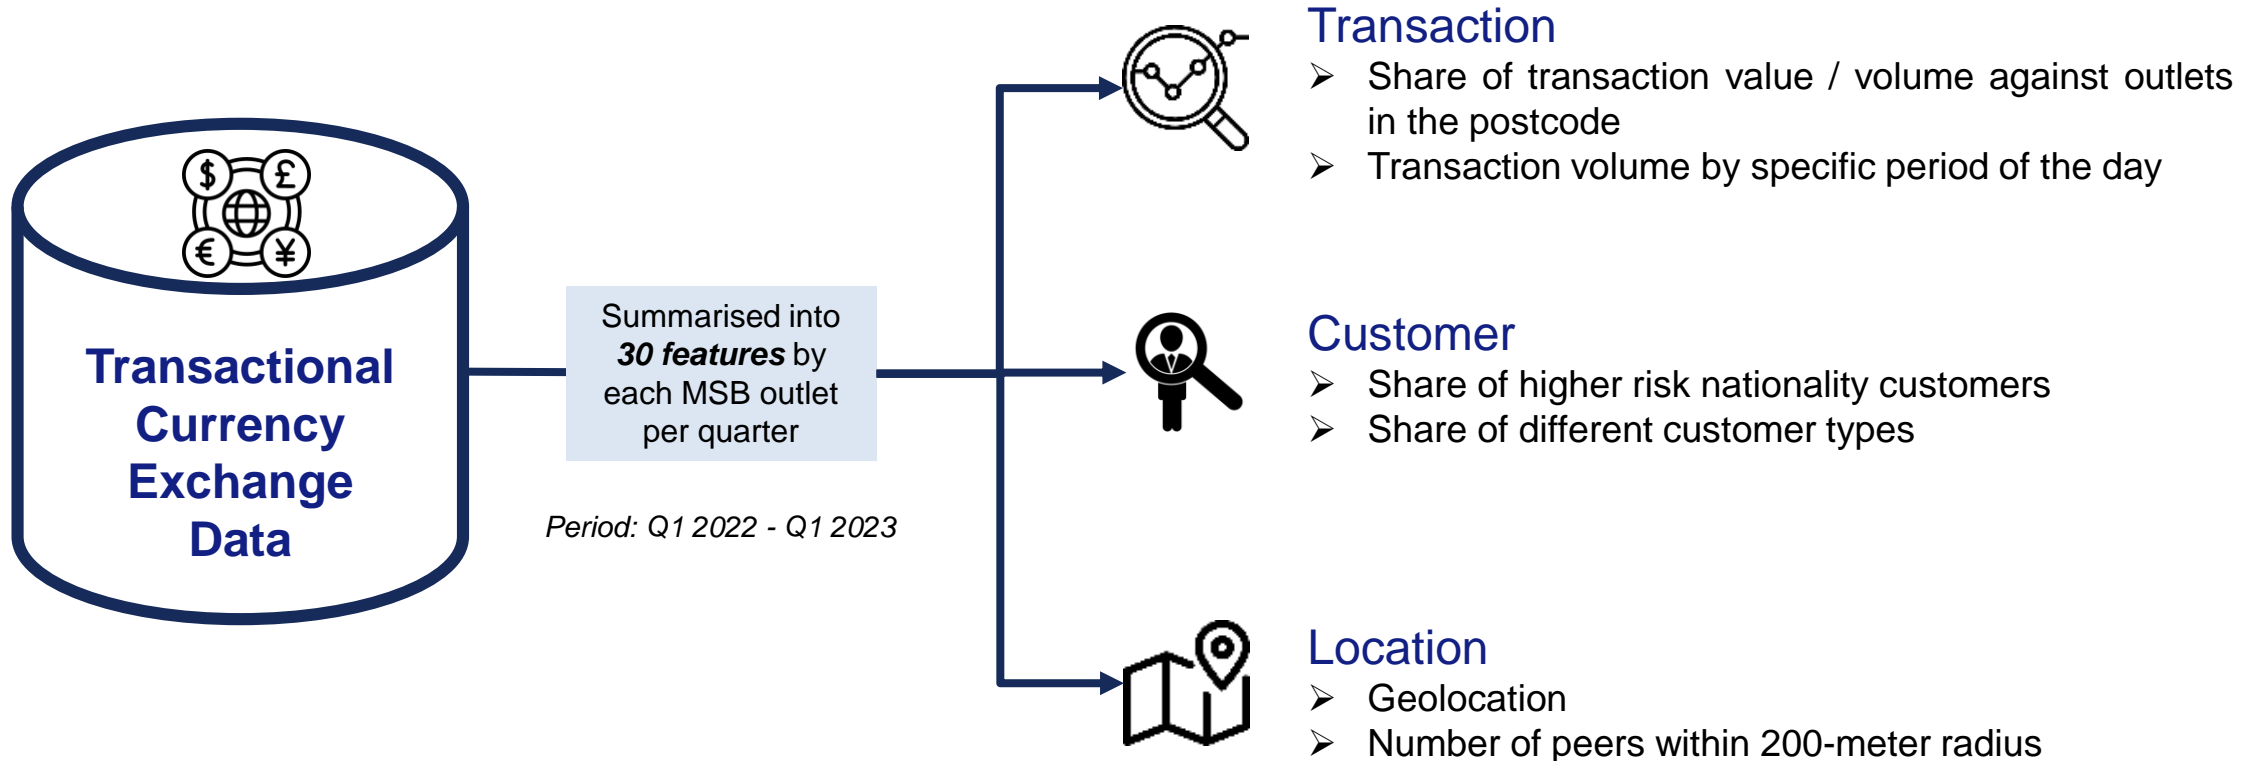 $ £
€ ¥
Transactional
Currency
Exchange
Data
Summarised into
30 features by
each MSB outlet
per quarter
Period: Q1 2022 - Q1 2023
Transaction
➢ Share of transaction value / volume against outlets
in the postcode
➢ Transaction volume by specific period of the day
Customer
➢ Share of higher risk nationality customers
➢ Share of different customer types
Location
➢ Geolocation
➢ Number of peers within 200-meter radius